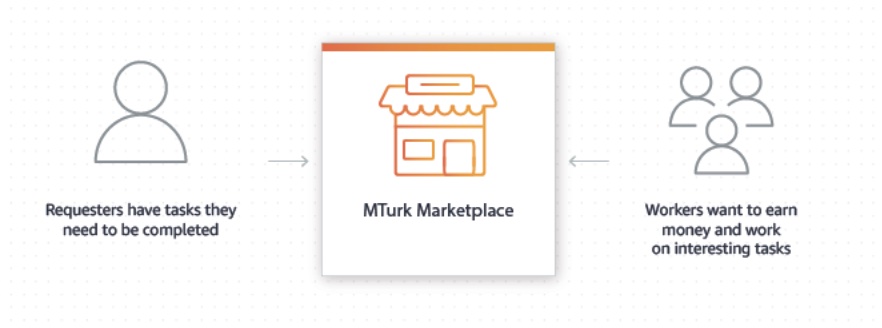 Requesters have tasks they
need to be completed
MTurk Marketplace
Workers want to earn
money and work
on interesting tasks